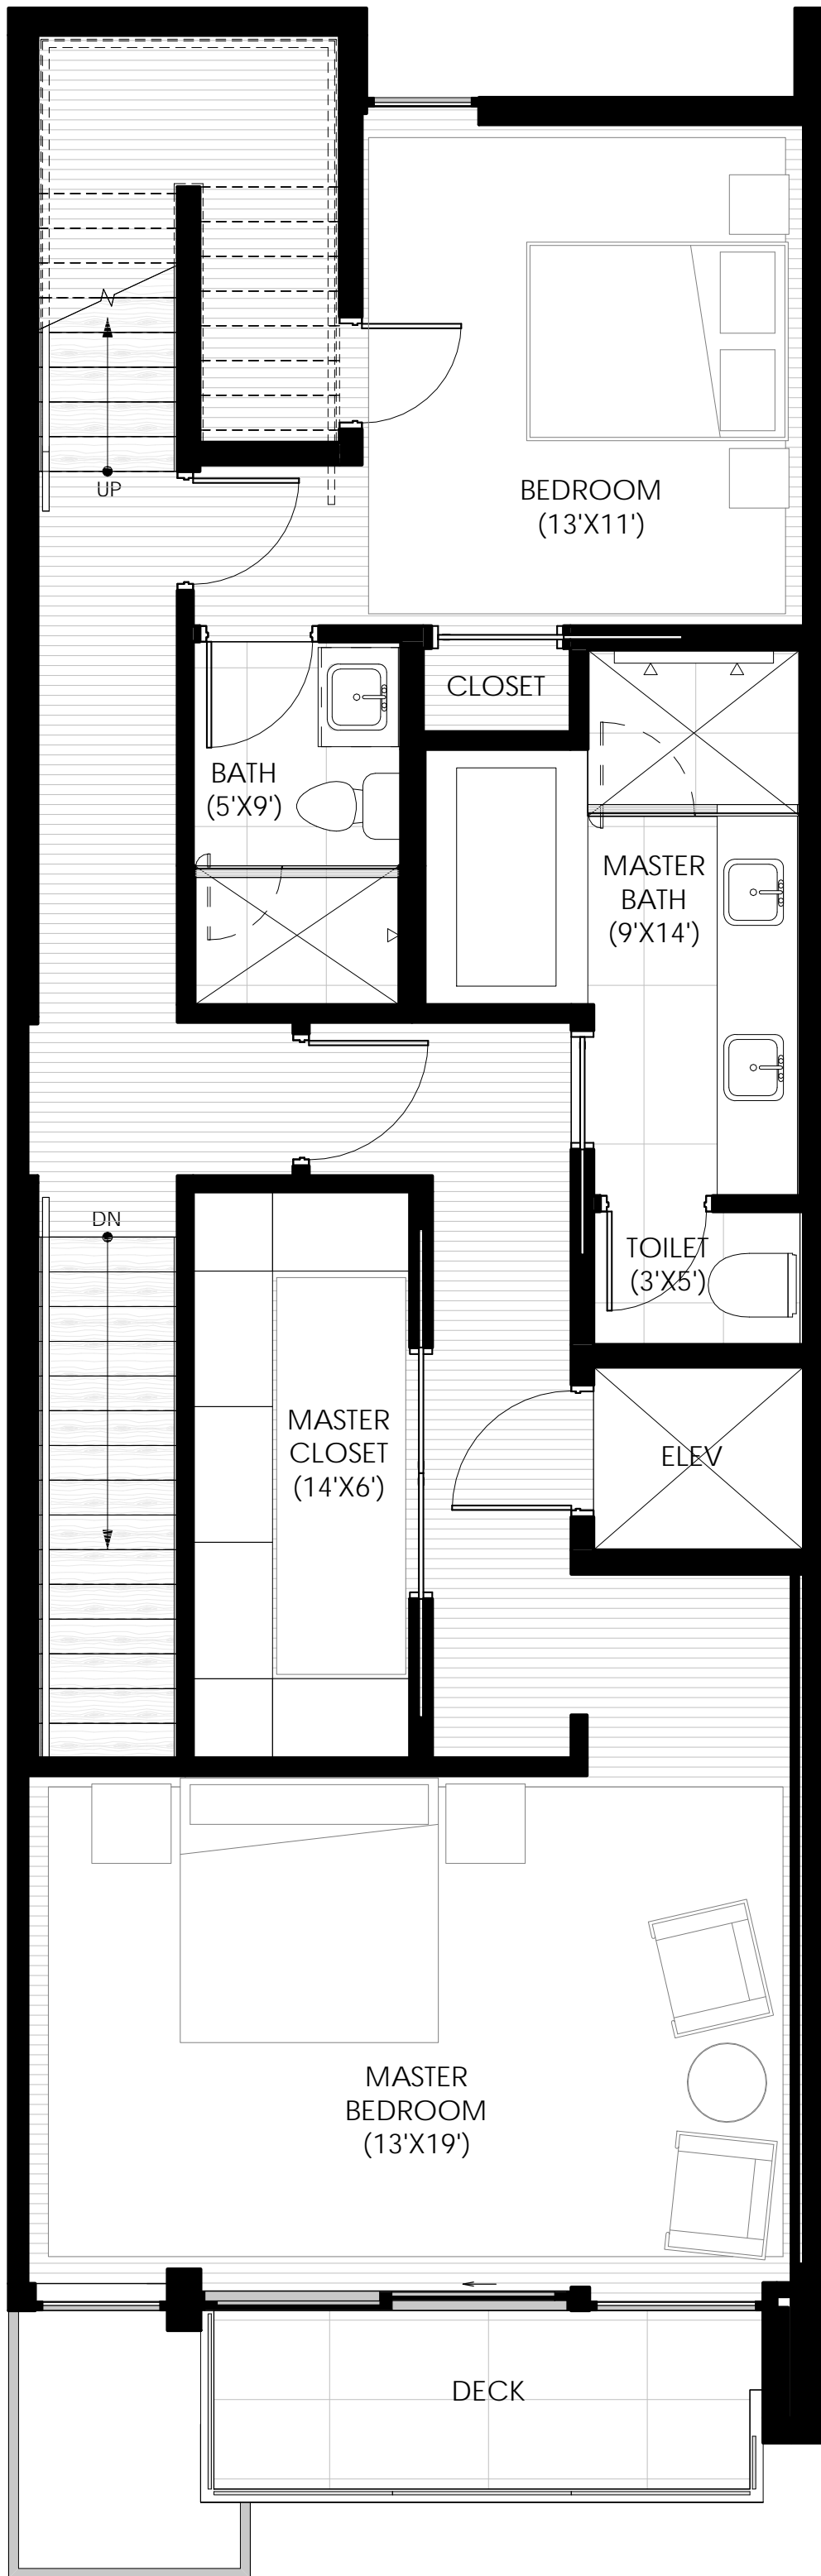 UP
BEDROOM
(13'X11')
CLOSET
BATH
(5'X9')
MASTER
BATH
(9'X14')
DN
TOILET
(3'X5')
MASTER
CLOSET
(14'X6')
ELEV
MASTER
BEDROOM
(13'X19')
DECK